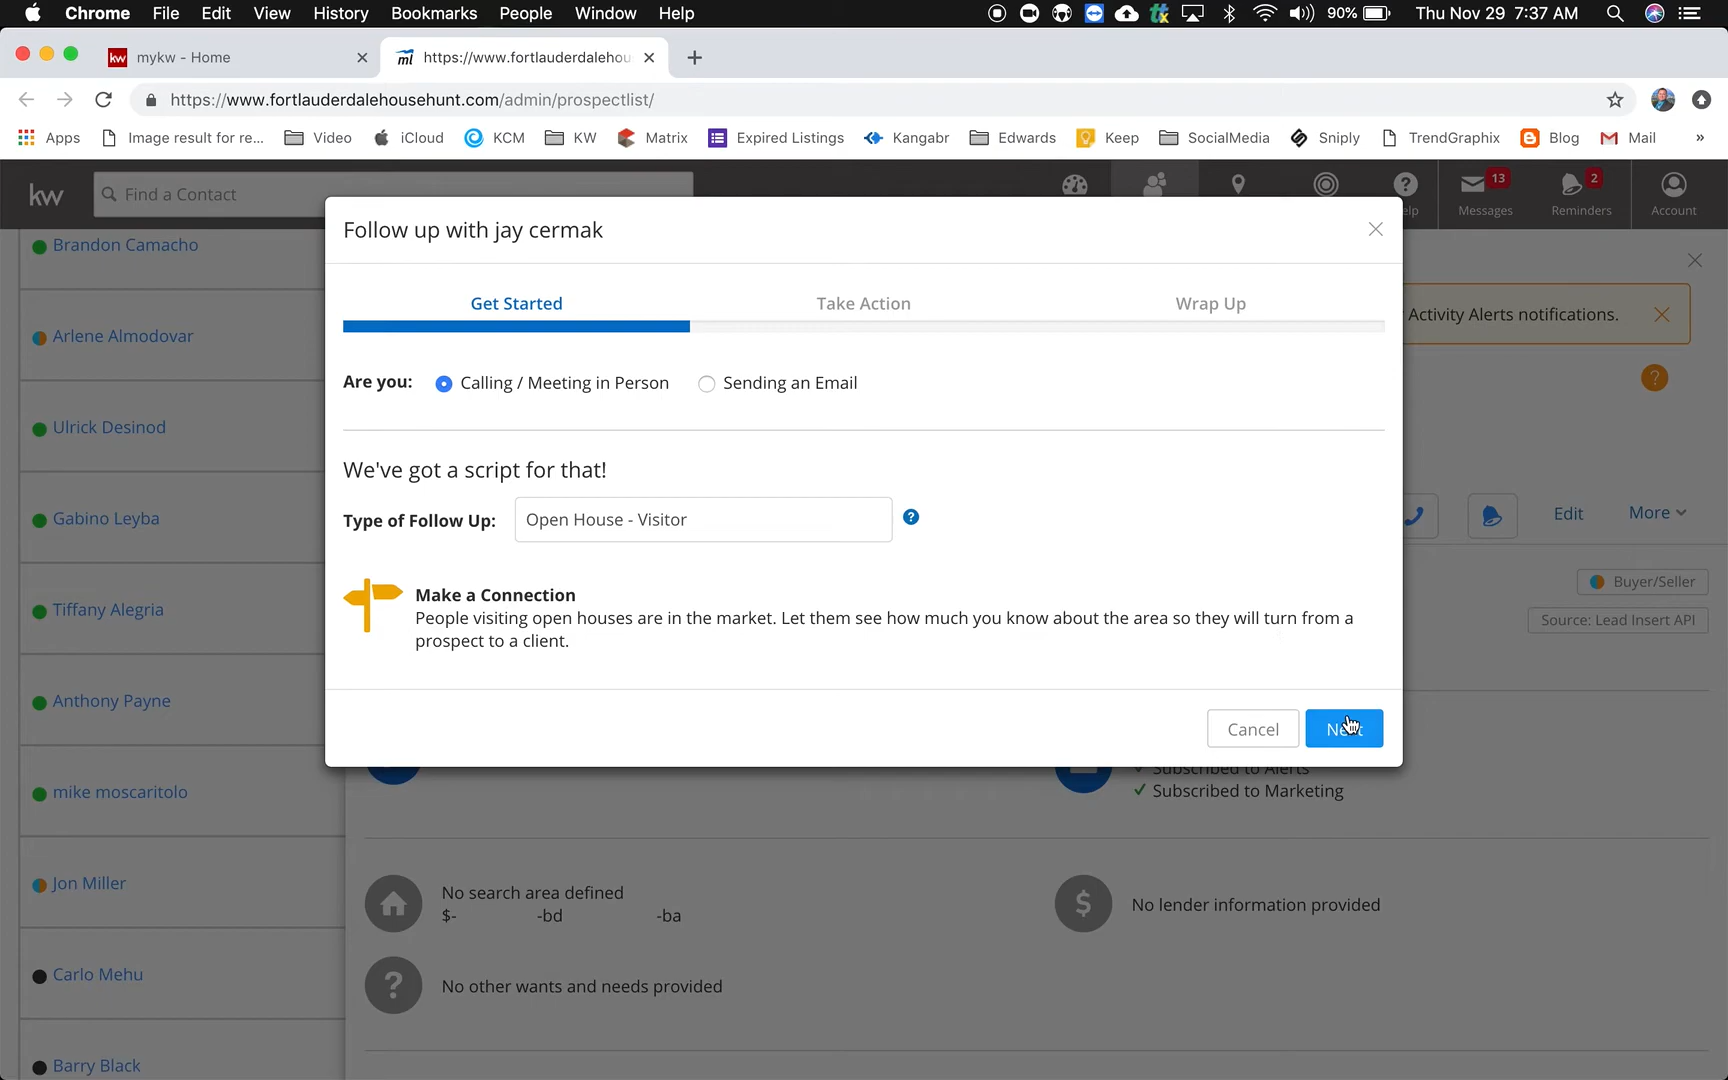 Chrome File Edit View History Bookmarks People Window Help 90% Thu Nov 29 7:37 AM
kw mykw - Home https://www.fortlauderdalehou
https://www.fortlauderdalehousehunt.com/admin/prospectlist/
Apps Image result for re... Video iCloud KCM KW Matrix Expired Listings Kangabr Edwards Keep SocialMedia Sniply TrendGraphix Blog Mail »
kw Find a Contact
13 2
elp Messages Reminders Account
Follow up with jay cermak
Brandon Camacho
Get Started Take Action Wrap Up
Activity Alerts notifications.
Arlene Almodovar
Are you: Calling / Meeting in Person Sending an Email
Ulrick Desinod
We've got a script for that!
Gabino Leyba
Type of Follow Up: Open House - Visitor
Edit More
Make a Connection
People visiting open houses are in the market. Let them see how much you know about the area so they will turn from a
prospect to a client.
Buyer/Seller
Source: Lead Insert API
Tiffany Alegria
Anthony Payne
Cancel Next
Subscribed to Alerts
Subscribed to Marketing
mike moscaritolo
Jon Miller
No search area defined
$- -bd -ba
No lender information provided
Carlo Mehu
No other wants and needs provided
Barry Black